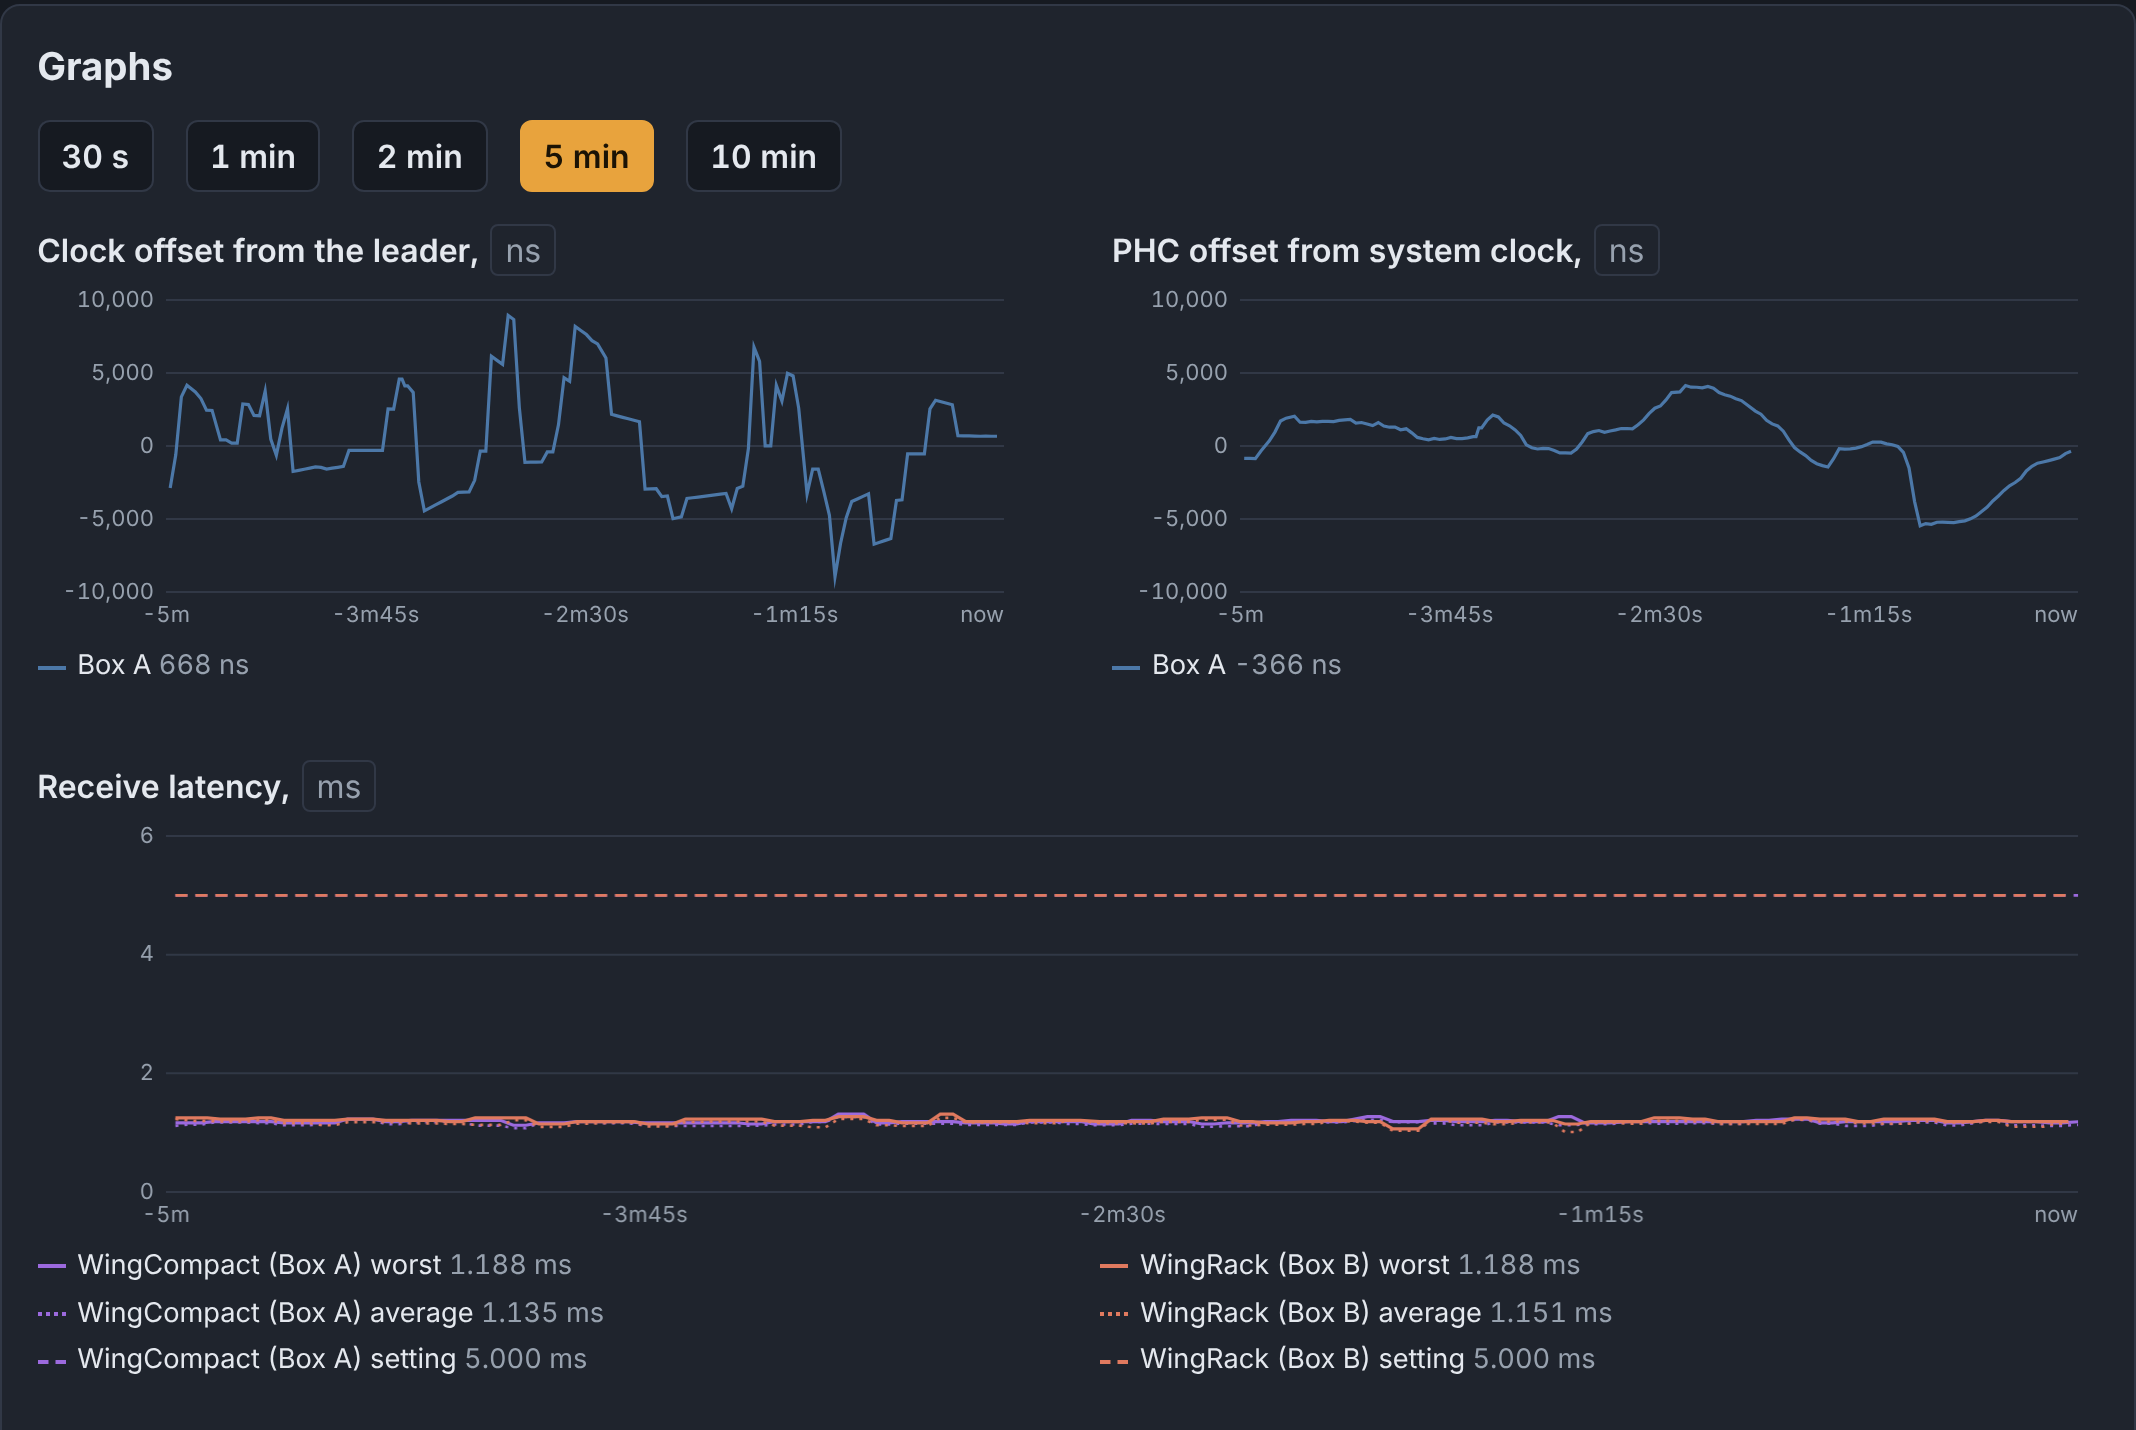 Graphs
30 s 1 min 2 min 5 min 10 min
Clock offset from the leader, ns
10,000
5,000
0
-5,000
-10,000
-5m -3m45s -2m30s -1m15s now
Box A 668 ns
PHC offset from system clock, ns
10,000
5,000
0
-5,000
-10,000
-5m -3m45s -2m30s -1m15s now
Box A -366 ns
Receive latency, ms
6
4
2
0
-5m -3m45s -2m30s -1m15s now
WingCompact (Box A) worst 1.188 ms
WingCompact (Box A) average 1.135 ms
WingCompact (Box A) setting 5.000 ms
WingRack (Box B) worst 1.188 ms
WingRack (Box B) average 1.151 ms
WingRack (Box B) setting 5.000 ms